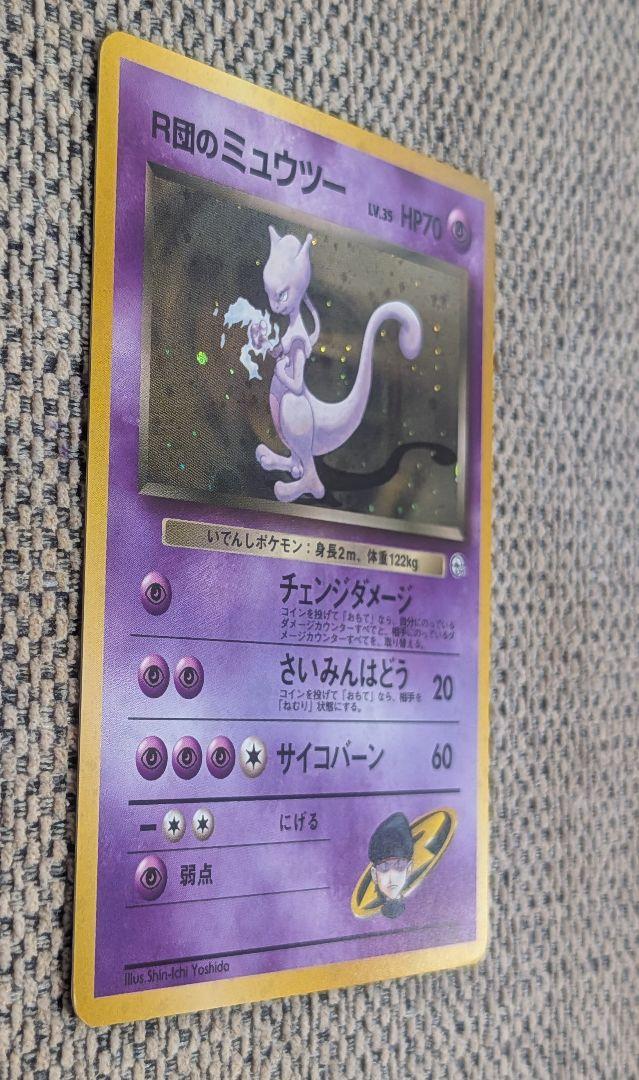 R団のミュウツー
LV.35 HP70
いでんしポケモン：身長2m、体重122kg
チェンジダメージ
コインを投げて「おもて」なら、自分にのっている
ダメージカウンターすべてと、相手にのっているダ
メージカウンターすべてを、取り替える。
さいみんはどう 20
コインを投げて「おもて」なら、相手を
「ねむり」状態にする。
サイコバーン 60
にげる
弱点
Illus.Shin-Ichi Yoshida